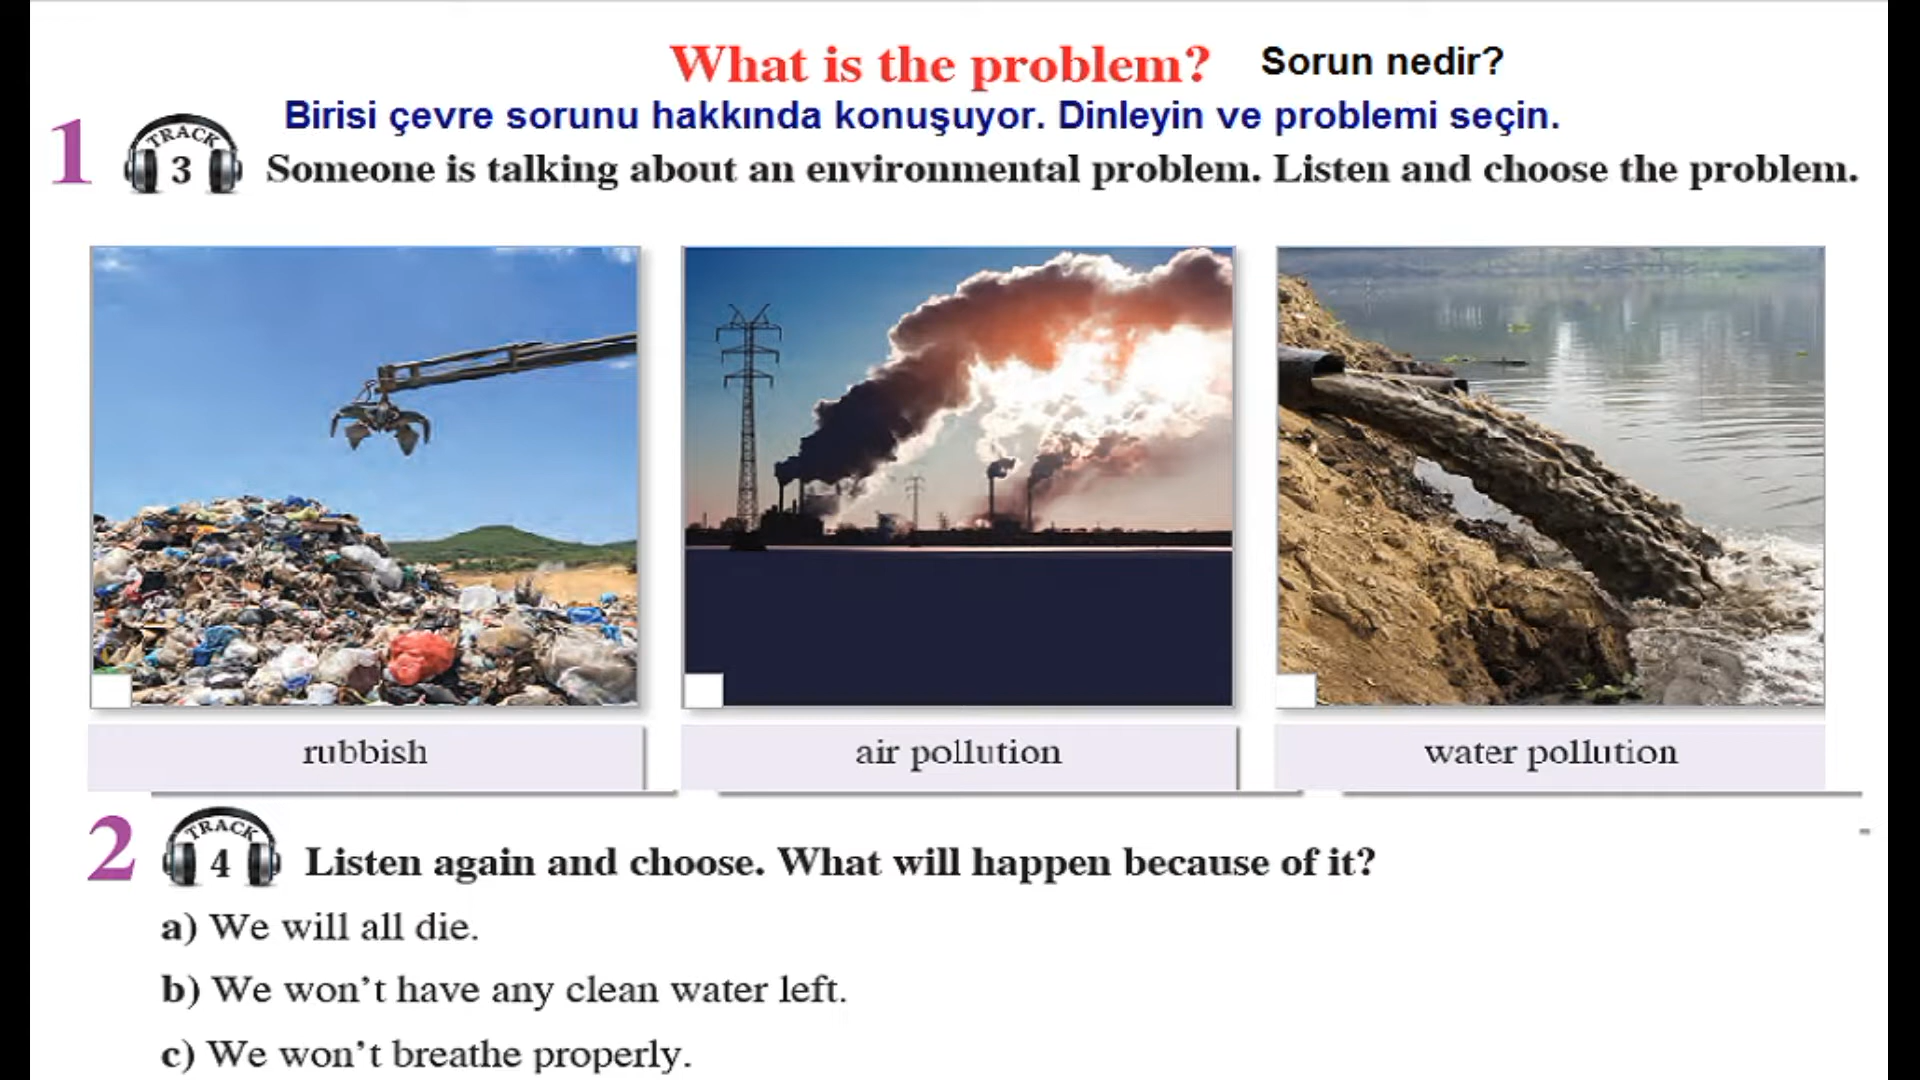 What is the problem? Sorun nedir?
Birisi çevre sorunu hakkında konuşuyor. Dinleyin ve problemi seçin.
1 TRACK 3 Someone is talking about an environmental problem. Listen and choose the problem.
rubbish
air pollution
water pollution
2 TRACK 4 Listen again and choose. What will happen because of it?
a) We will all die.
b) We won't have any clean water left.
c) We won't breathe properly.